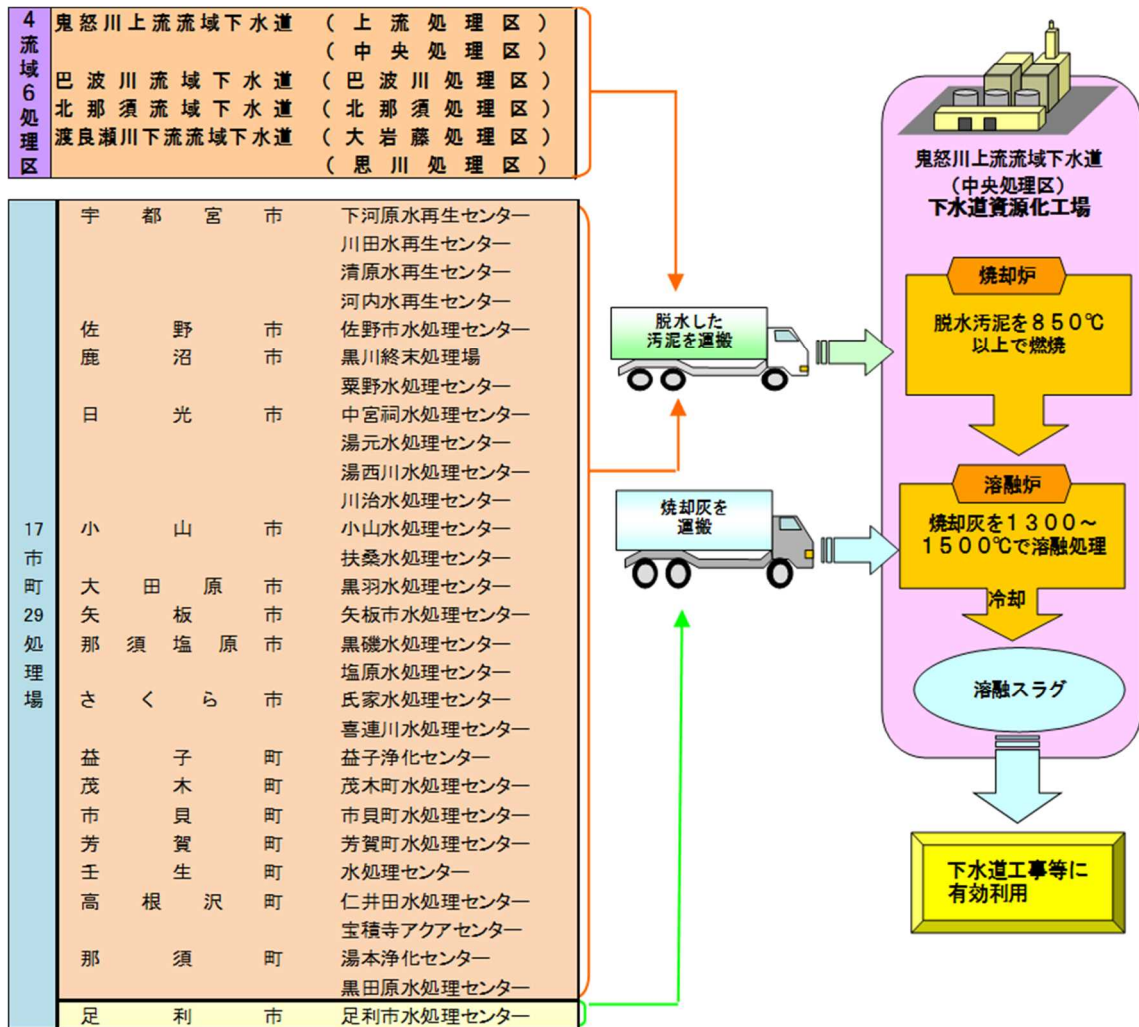 4流域6処理区
鬼怒川上流流域下水道 (上流処理区)
(中央処理区)
巴波川流域下水道 (巴波川処理区)
北那須流域下水道 (北那須処理区)
渡良瀬川下流流域下水道 (大岩藤処理区)
(思川処理区)
17市町29処理場
宇都宮市 下河原水再生センター
川田水再生センター
清原水再生センター
河内水再生センター
佐野市 佐野市水処理センター
鹿沼市 黒川終末処理場
粟野水処理センター
日光市 中宮祠水処理センター
湯元水処理センター
湯西川水処理センター
川治水処理センター
小山市 小山水処理センター
扶桑水処理センター
大田原市 黒羽水処理センター
矢板市 矢板市水処理センター
那須塩原市 黒磯水処理センター
塩原水処理センター
さくら市 氏家水処理センター
喜連川水処理センター
益子町 益子浄化センター
茂木町 茂木町水処理センター
市貝町 市貝町水処理センター
芳賀町 芳賀町水処理センター
壬生町 水処理センター
高根沢町 仁井田水処理センター
宝積寺アクアセンター
那須町 湯本浄化センター
黒田原水処理センター
足利市 足利市水処理センター
脱水した
汚泥を運搬
焼却灰を
運搬
鬼怒川上流流域下水道
(中央処理区)
下水道資源化工場
焼却炉
脱水汚泥を850℃
以上で燃焼
溶融炉
焼却灰を1300～
1500℃で溶融処理
冷却
溶融スラグ
下水道工事等に
有効利用